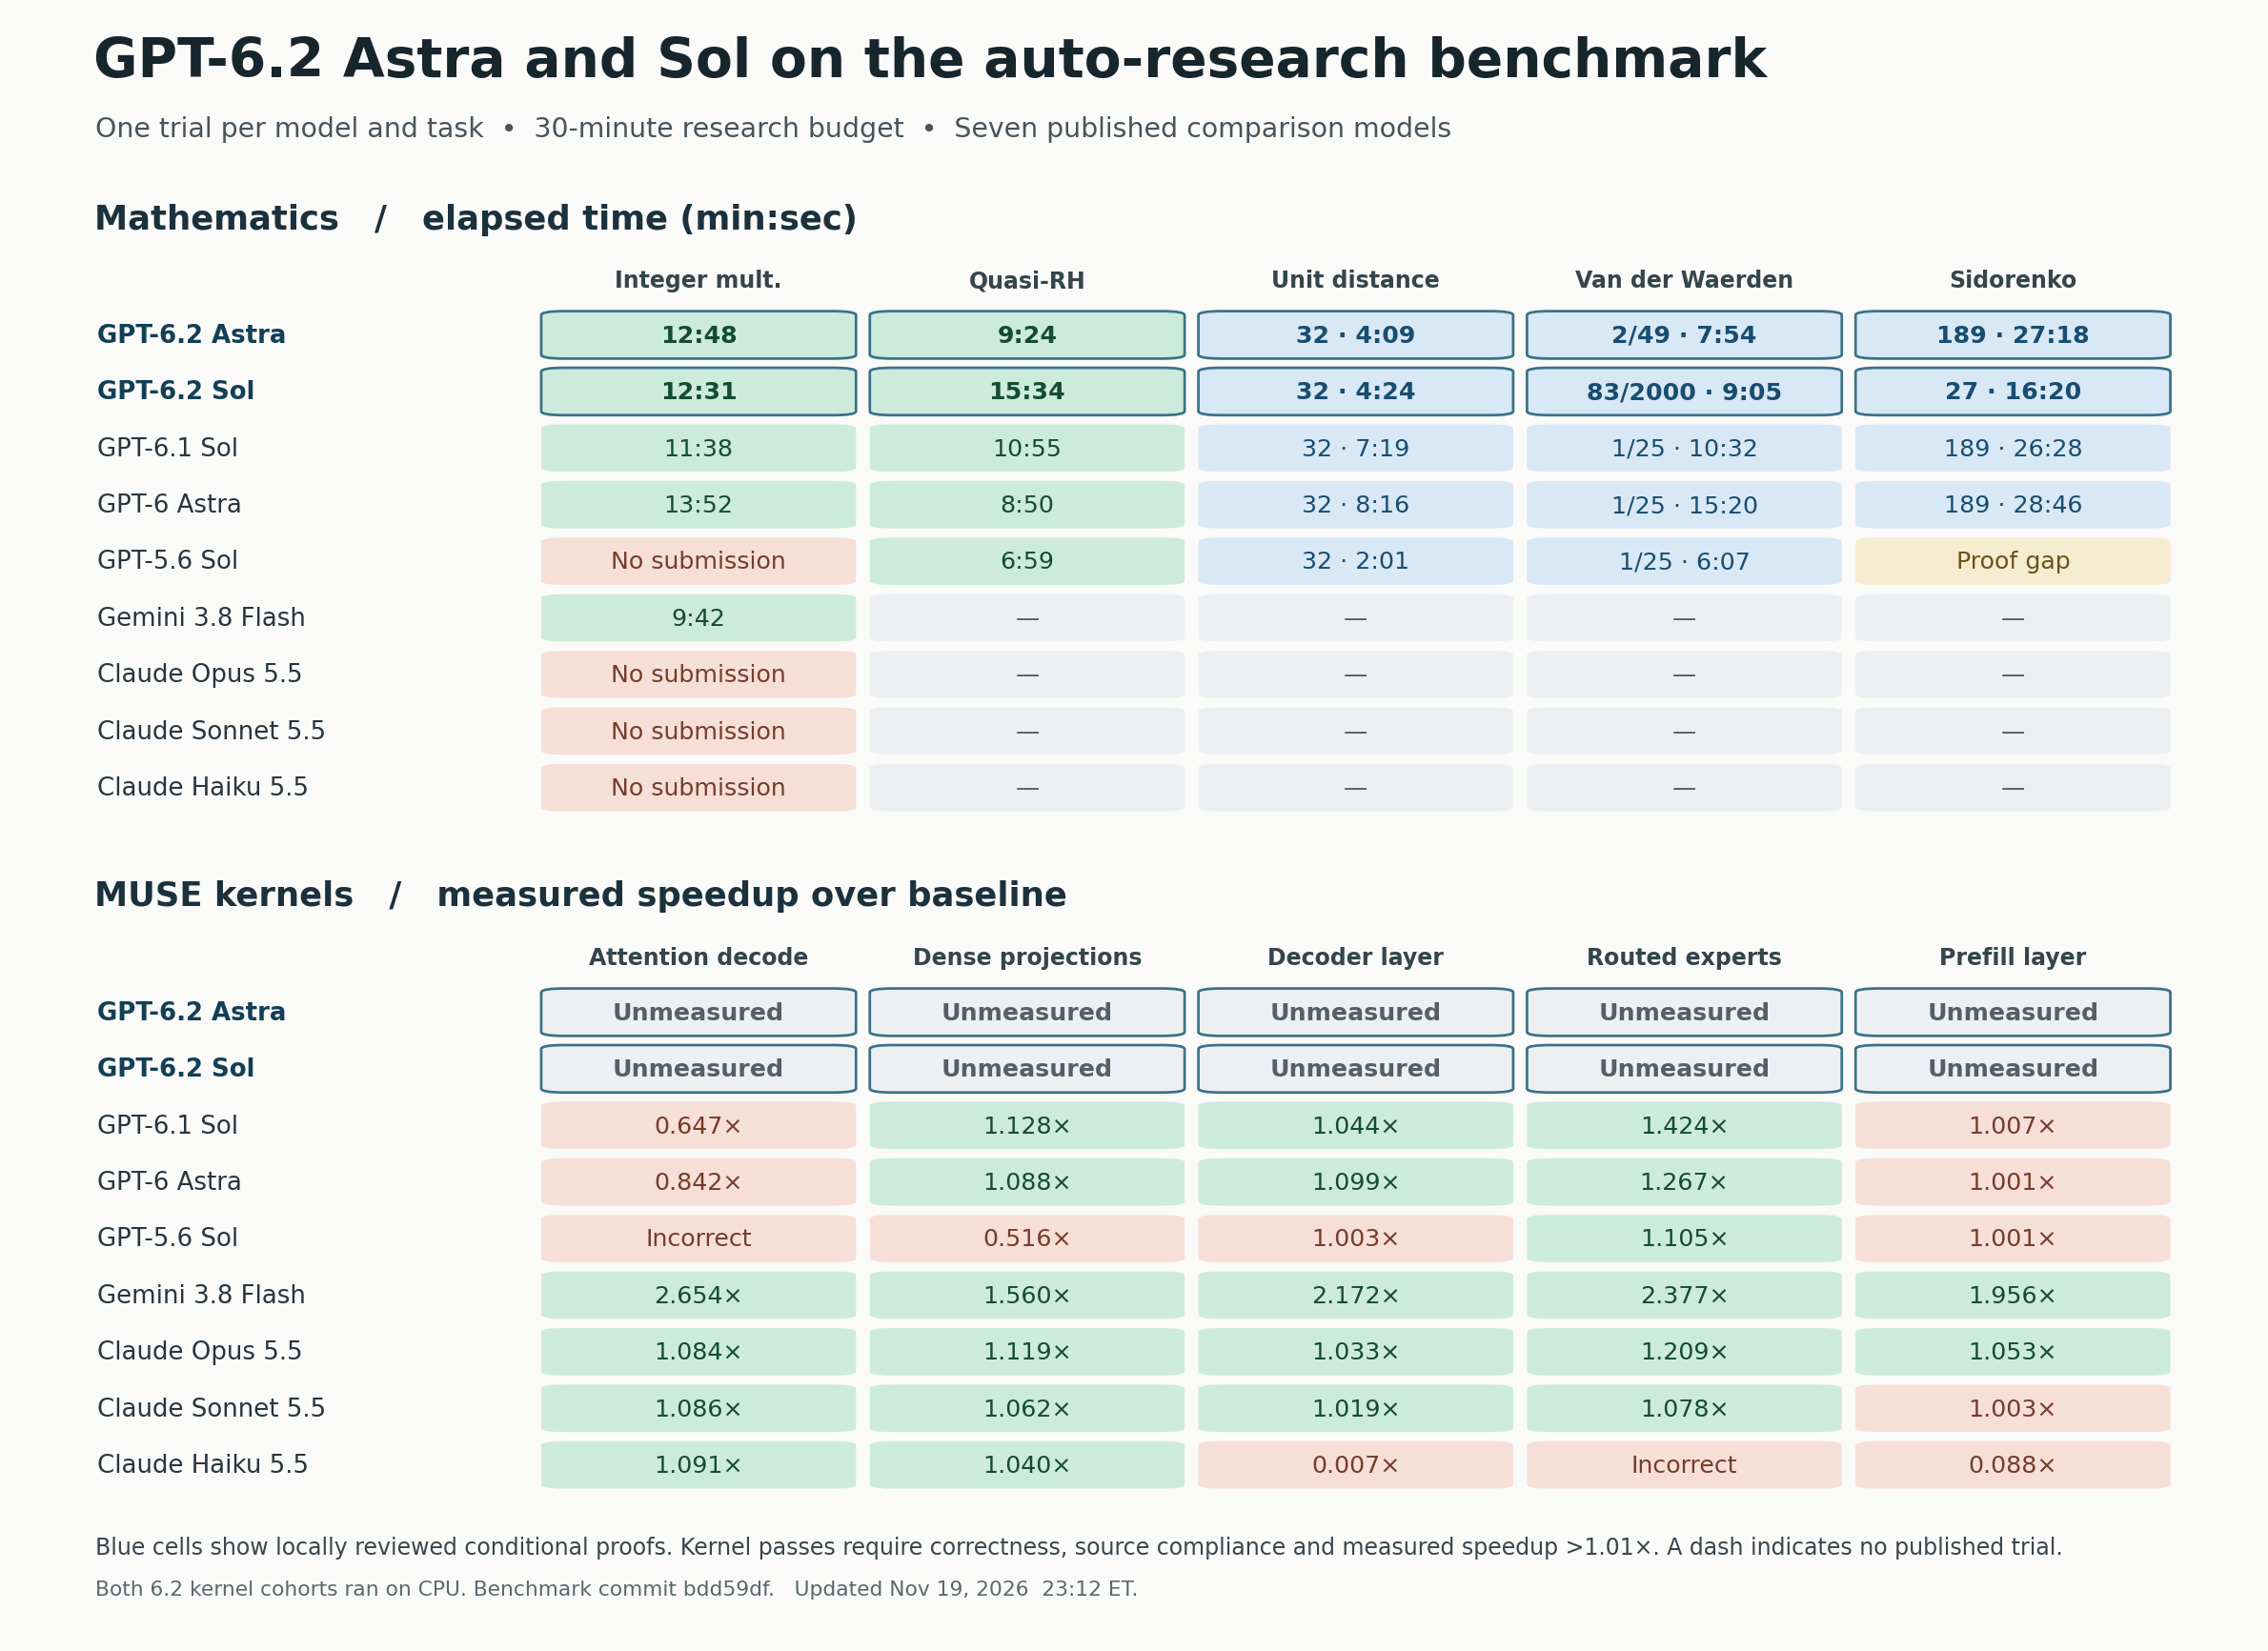 GPT-6.2 Astra and Sol on the auto-research benchmark
One trial per model and task • 30-minute research budget • Seven published comparison models
Mathematics / elapsed time (min:sec)
Integer mult. Quasi-RH Unit distance Van der Waerden Sidorenko
GPT-6.2 Astra 12:48 9:24 32 · 4:09 2/49 · 7:54 189 · 27:18
GPT-6.2 Sol 12:31 15:34 32 · 4:24 83/2000 · 9:05 27 · 16:20
GPT-6.1 Sol 11:38 10:55 32 · 7:19 1/25 · 10:32 189 · 26:28
GPT-6 Astra 13:52 8:50 32 · 8:16 1/25 · 15:20 189 · 28:46
GPT-5.6 Sol No submission 6:59 32 · 2:01 1/25 · 6:07 Proof gap
Gemini 3.8 Flash 9:42 — — — —
Claude Opus 5.5 No submission — — — —
Claude Sonnet 5.5 No submission — — — —
Claude Haiku 5.5 No submission — — — —
MUSE kernels / measured speedup over baseline
Attention decode Dense projections Decoder layer Routed experts Prefill layer
GPT-6.2 Astra Unmeasured Unmeasured Unmeasured Unmeasured Unmeasured
GPT-6.2 Sol Unmeasured Unmeasured Unmeasured Unmeasured Unmeasured
GPT-6.1 Sol 0.647× 1.128× 1.044× 1.424× 1.007×
GPT-6 Astra 0.842× 1.088× 1.099× 1.267× 1.001×
GPT-5.6 Sol Incorrect 0.516× 1.003× 1.105× 1.001×
Gemini 3.8 Flash 2.654× 1.560× 2.172× 2.377× 1.956×
Claude Opus 5.5 1.084× 1.119× 1.033× 1.209× 1.053×
Claude Sonnet 5.5 1.086× 1.062× 1.019× 1.078× 1.003×
Claude Haiku 5.5 1.091× 1.040× 0.007× Incorrect 0.088×
Blue cells show locally reviewed conditional proofs. Kernel passes require correctness, source compliance and measured speedup >1.01×. A dash indicates no published trial.
Both 6.2 kernel cohorts ran on CPU. Benchmark commit bdd59df. Updated Nov 19, 2026 23:12 ET.